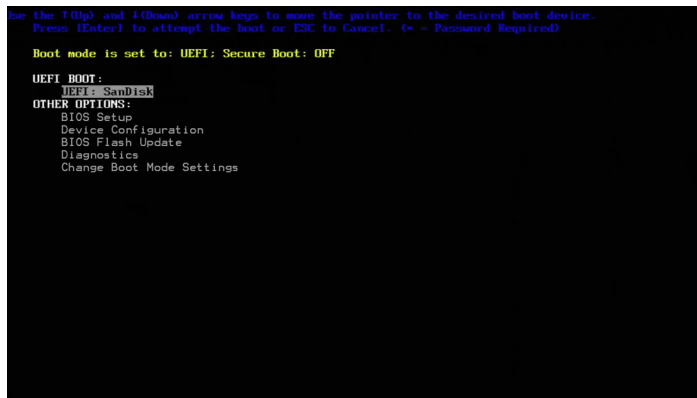 Use the ↑(Up) and ↓(Down) arrow keys to move the pointer to the desired boot device.
Press [Enter] to attempt the boot or ESC to Cancel. (* - Password Required)
Boot mode is set to: UEFI; Secure Boot: OFF
UEFI BOOT:
UEFI: SanDisk
OTHER OPTIONS:
BIOS Setup
Device Configuration
BIOS Flash Update
Diagnostics
Change Boot Mode Settings